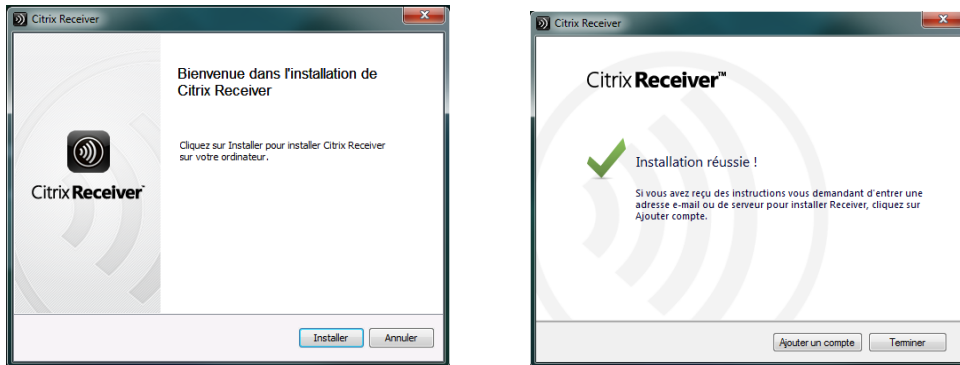 Citrix Receiver
Bienvenue dans l'installation de
Citrix Receiver
Cliquez sur Installer pour installer Citrix Receiver
sur votre ordinateur.
Citrix Receiver™
Installer
Annuler
Citrix Receiver
Citrix Receiver™
Installation réussie !
Si vous avez reçu des instructions vous demandant d'entrer une
adresse e-mail ou de serveur pour installer Receiver, cliquez sur
Ajouter compte.
Ajouter un compte
Terminer